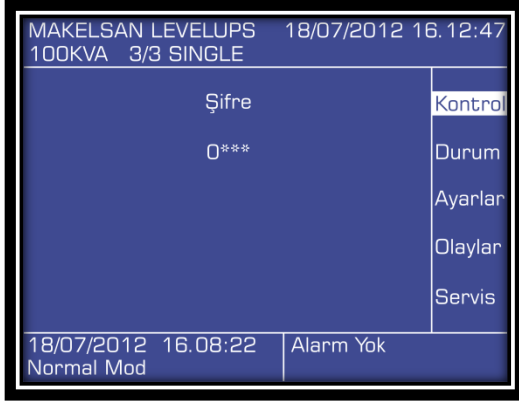 MAKELSAN LEVELUPS 18/07/2012 16.12:47
100KVA 3/3 SINGLE
Şifre
0***
Kontrol
Durum
Ayarlar
Olaylar
Servis
18/07/2012 16.08:22
Normal Mod
Alarm Yok